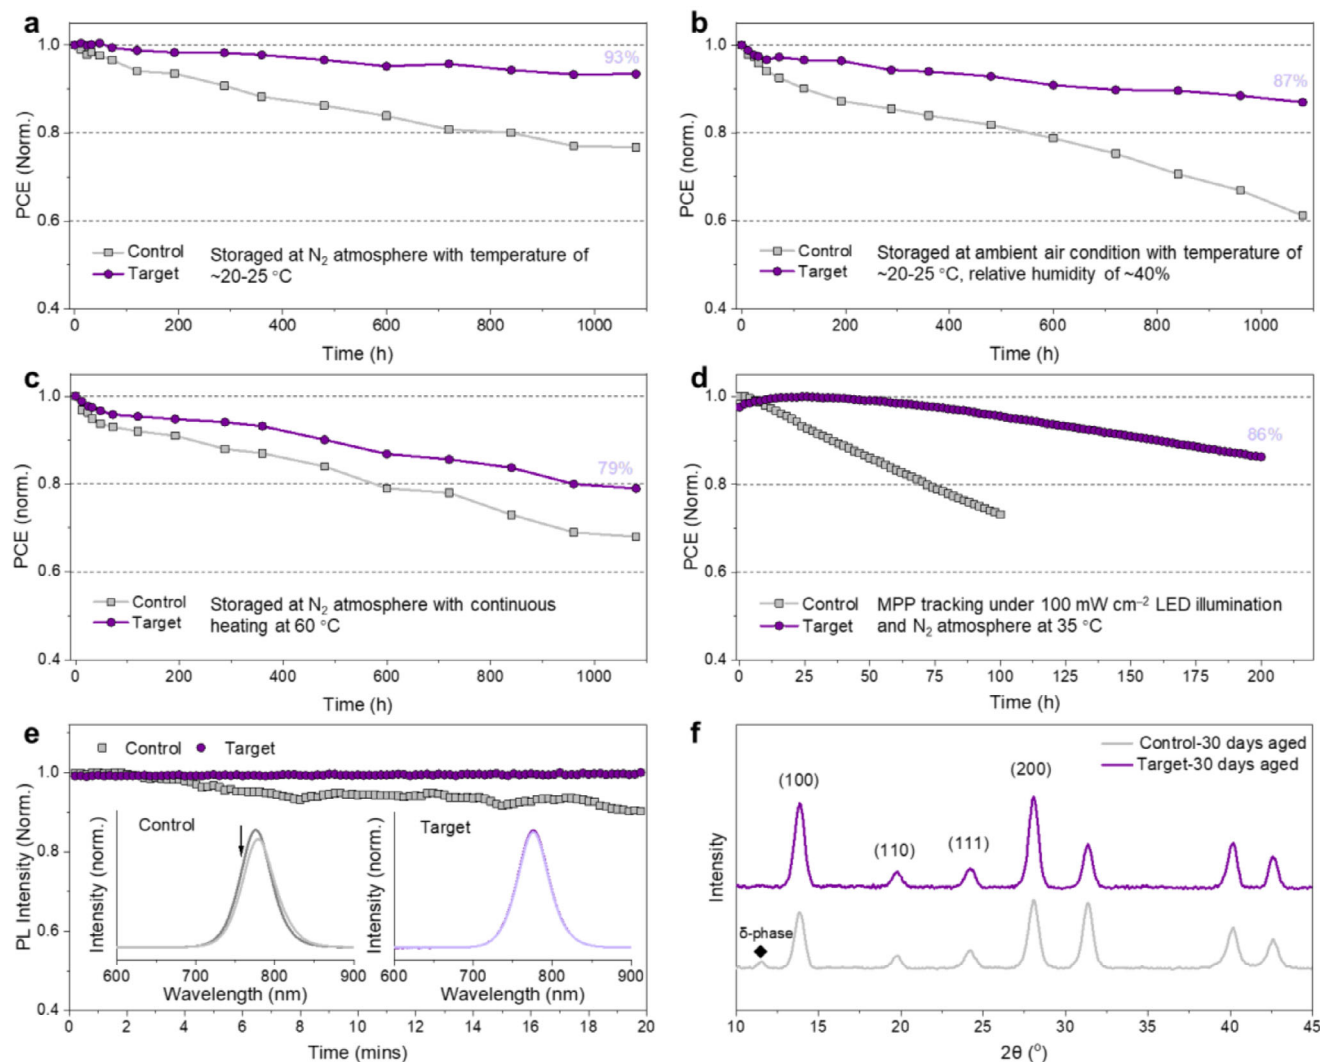 a
1.0
0.8
0.6
0.4
PCE (Norm.)
93%
Control
Target
Storaged at N₂ atmosphere with temperature of
~20-25 °C
0 200 400 600 800 1000
Time (h)
b
1.0
0.8
0.6
0.4
PCE (norm.)
87%
Control
Target
Storaged at ambient air condition with temperature of
~20-25 °C, relative humidity of ~40%
0 200 400 600 800 1000
Time (h)
c
1.0
0.8
0.6
0.4
PCE (norm.)
79%
Control
Target
Storaged at N₂ atmosphere with continuous
heating at 60 °C
0 200 400 600 800 1000
Time (h)
d
1.0
0.8
0.6
0.4
PCE (Norm.)
86%
Control
Target
MPP tracking under 100 mW cm⁻² LED illumination
and N₂ atmosphere at 35 °C
0 25 50 75 100 125 150 175 200
Time (h)
e
Control Target
1.0
0.8
0.6
0.4
PL Intensity (Norm.)
Control
Intensity (norm.)
600 700 800 900
Wavelength (nm)
Target
Intensity (norm.)
600 700 800 900
Wavelength (nm)
0 2 4 6 8 10 12 14 16 18 20
Time (mins)
f
Control-30 days aged
Target-30 days aged
(100)
(110)
(111)
(200)
δ-phase
Intensity
10 15 20 25 30 35 40 45
2θ (°)